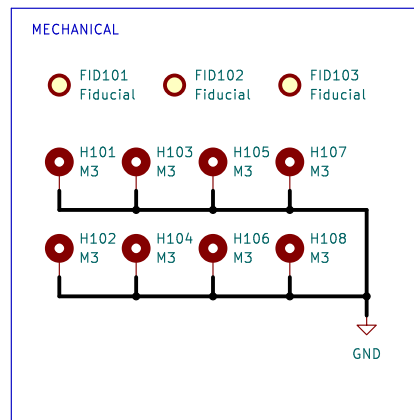 MECHANICAL
FID101
Fiducial
FID102
Fiducial
FID103
Fiducial
H101
M3
H103
M3
H105
M3
H107
M3
H102
M3
H104
M3
H106
M3
H108
M3
GND